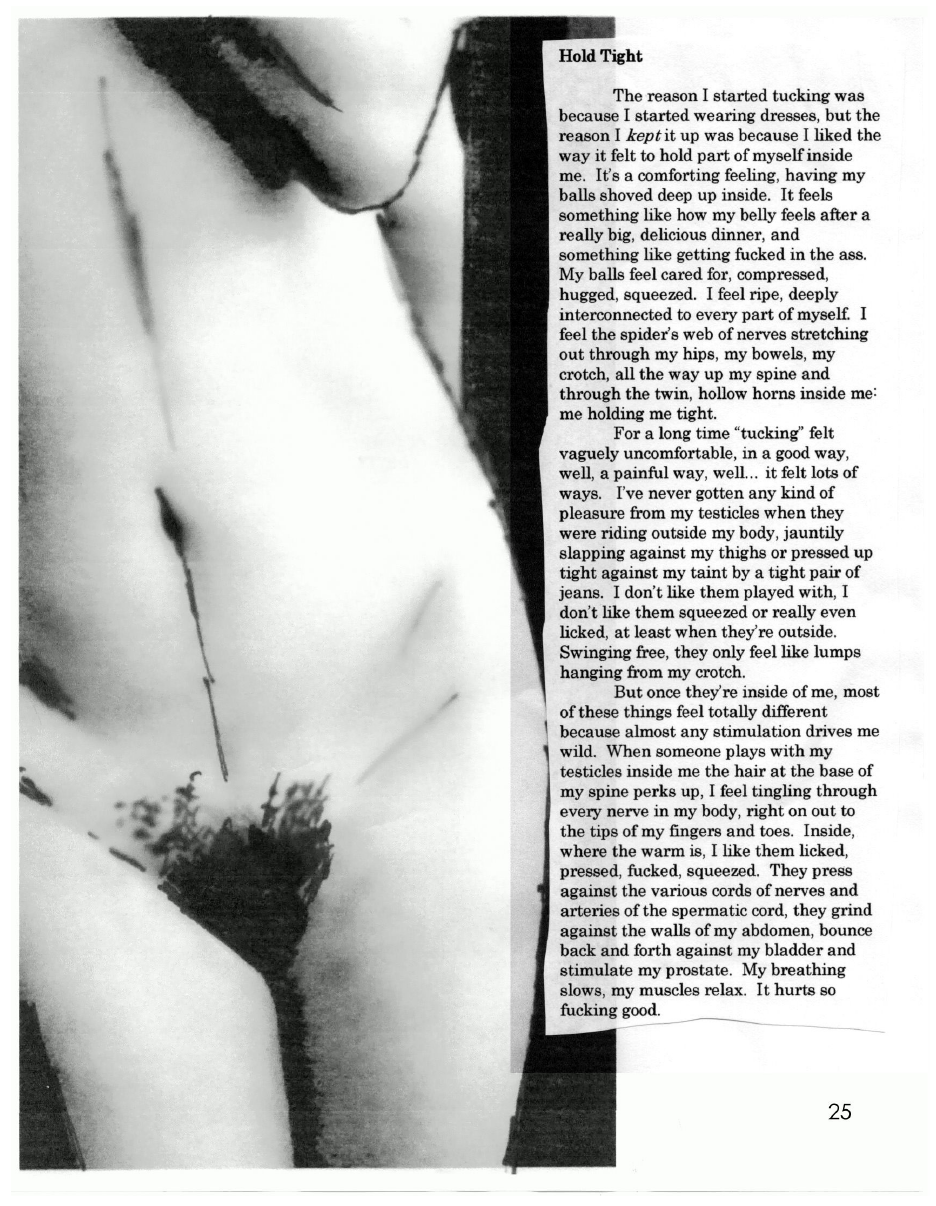 Hold Tight
The reason I started tucking was
because I started wearing dresses, but the
reason I kept it up was because I liked the
way it felt to hold part of myself inside
me.  It's a comforting feeling, having my
balls shoved deep up inside.  It feels
something like how my belly feels after a
really big, delicious dinner, and
something like getting fucked in the ass.
My balls feel cared for, compressed,
hugged, squeezed.  I feel ripe, deeply
interconnected to every part of myself.  I
feel the spider's web of nerves stretching
out through my hips, my bowels, my
crotch, all the way up my spine and
through the twin, hollow horns inside me:
me holding me tight.
For a long time "tucking" felt
vaguely uncomfortable, in a good way,
well, a painful way, well... it felt lots of
ways.  I've never gotten any kind of
pleasure from my testicles when they
were riding outside my body, jauntily
slapping against my thighs or pressed up
tight against my taint by a tight pair of
jeans.  I don't like them played with, I
don't like them squeezed or really even
licked, at least when they're outside.
Swinging free, they only feel like lumps
hanging from my crotch.
But once they're inside of me, most
of these things feel totally different
because almost any stimulation drives me
wild.  When someone plays with my
testicles inside me the hair at the base of
my spine perks up, I feel tingling through
every nerve in my body, right on out to
the tips of my fingers and toes.  Inside,
where the warm is, I like them licked,
pressed, fucked, squeezed.  They press
against the various cords of nerves and
arteries of the spermatic cord, they grind
against the walls of my abdomen, bounce
back and forth against my bladder and
stimulate my prostate.  My breathing
slows, my muscles relax.  It hurts so
fucking good.
25